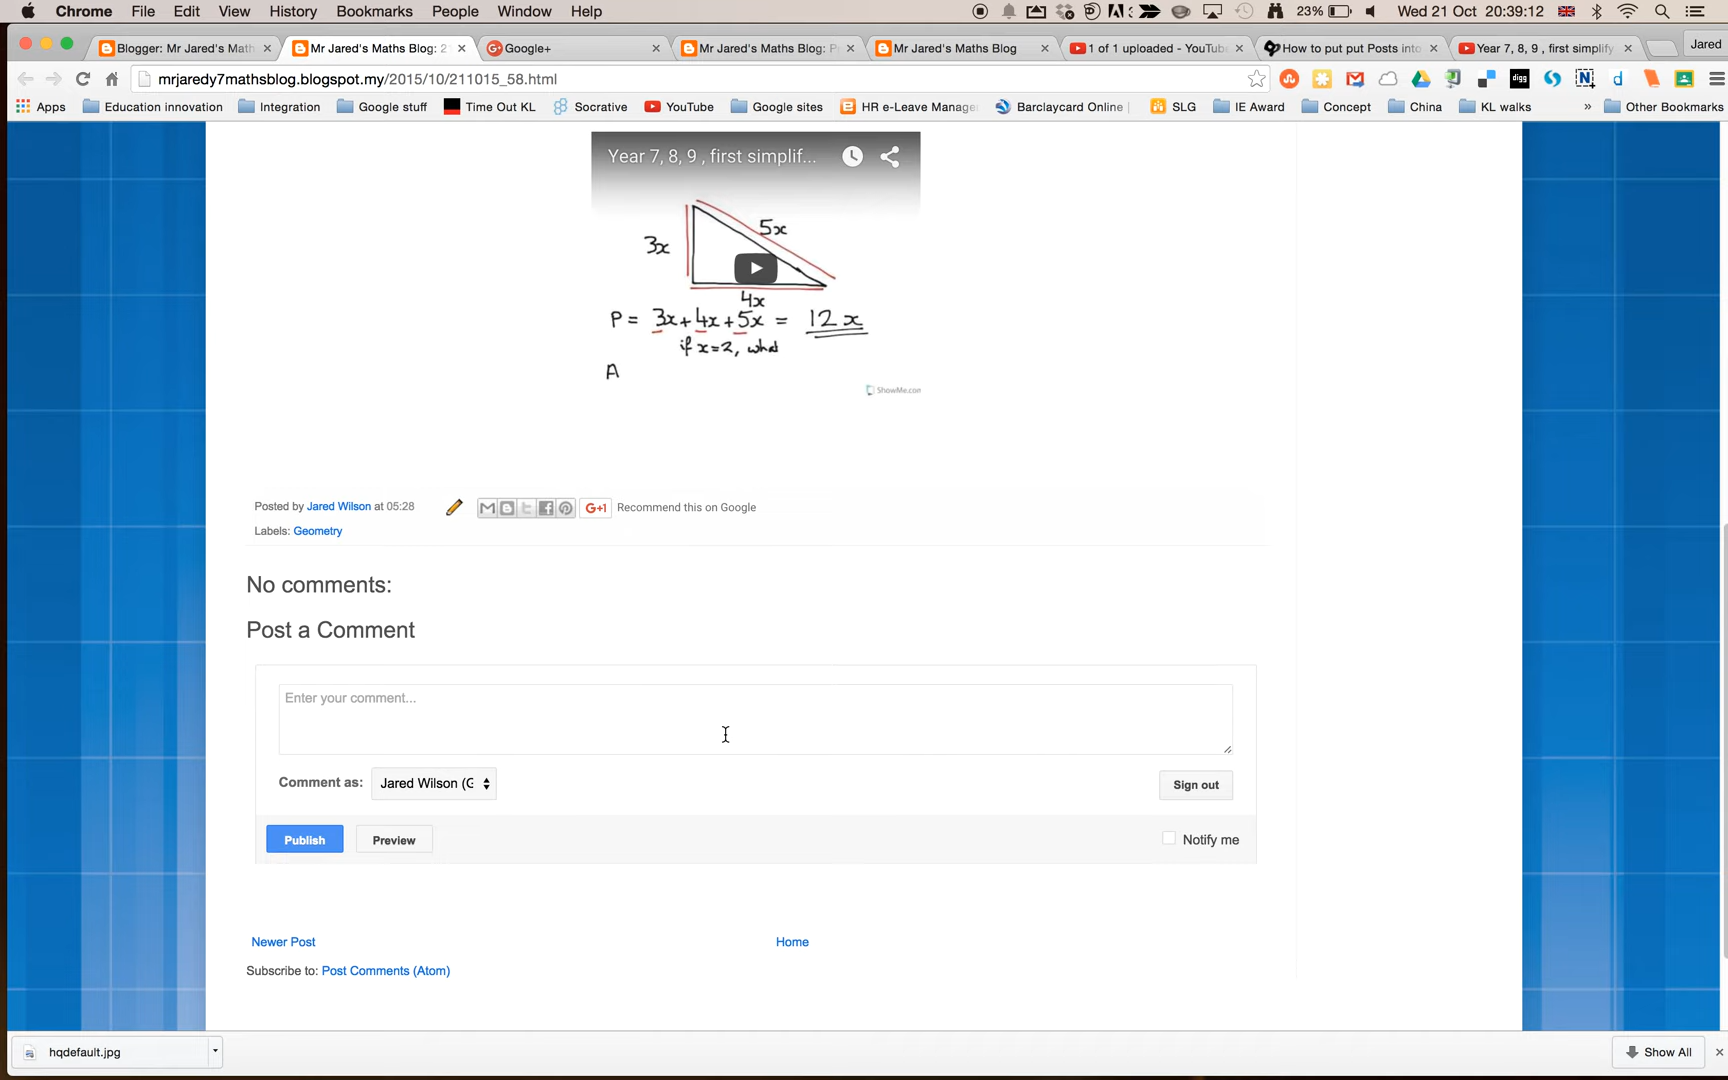 Chrome File Edit View History Bookmarks People Window Help 23% Wed 21 Oct 20:39:12
Blogger: Mr Jared's Math Mr Jared's Maths Blog: 2 Google+ Mr Jared's Maths Blog: P Mr Jared's Maths Blog 1 of 1 uploaded - YouTub How to put put Posts into Year 7, 8, 9 , first simplify Jared
mrjaredy7mathsblog.blogspot.my/2015/10/211015_58.html
Apps Education innovation Integration Google stuff Time Out KL Socrative YouTube Google sites HR e-Leave Manage Barclaycard Online SLG IE Award Concept China KL walks » Other Bookmarks
Year 7, 8, 9 , first simplif...
5x
3x
4x
P = 3x+4x+5x = 12x
if x=2, what
A
ShowMe.com
Posted by Jared Wilson at 05:28 G+1 Recommend this on Google
Labels: Geometry
No comments:
Post a Comment
Enter your comment...
Comment as: Jared Wilson (G Sign out
Publish Preview Notify me
Newer Post Home
Subscribe to: Post Comments (Atom)
hqdefault.jpg Show All